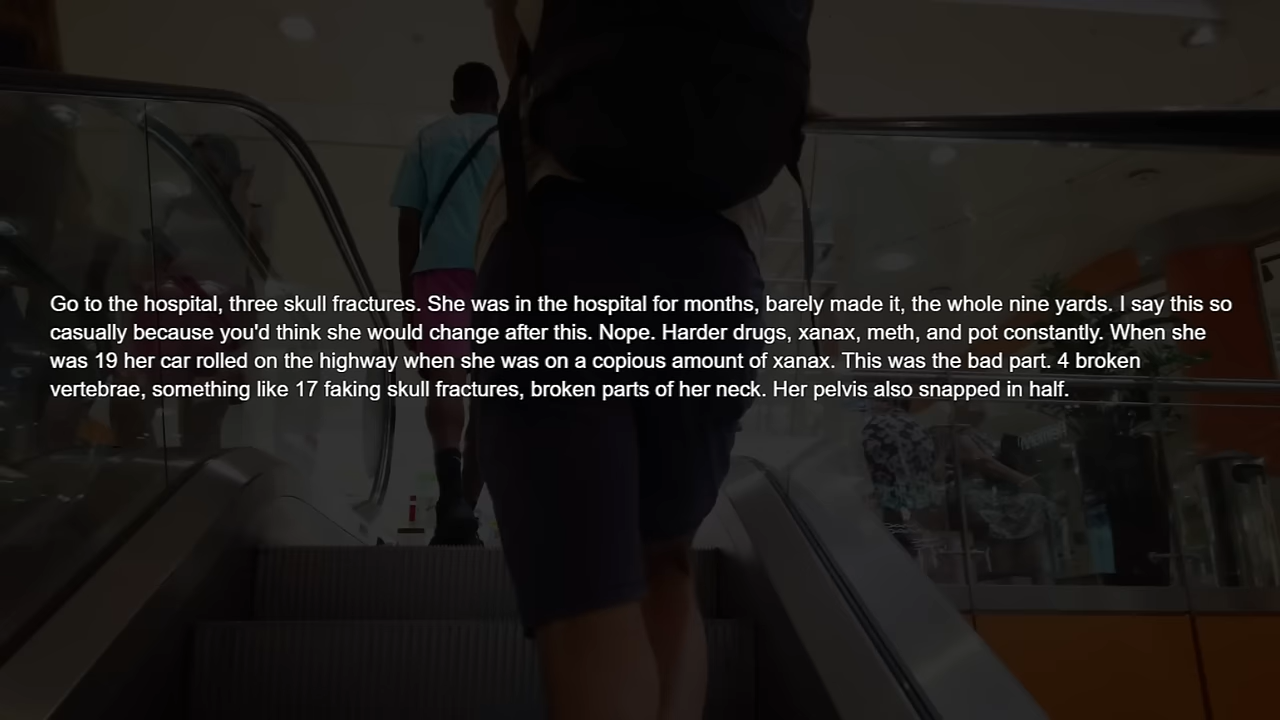 Go to the hospital, three skull fractures. She was in the hospital for months, barely made it, the whole nine yards. I say this so
casually because you'd think she would change after this. Nope. Harder drugs, xanax, meth, and pot constantly. When she
was 19 her car rolled on the highway when she was on a copious amount of xanax. This was the bad part. 4 broken
vertebrae, something like 17 faking skull fractures, broken parts of her neck. Her pelvis also snapped in half.